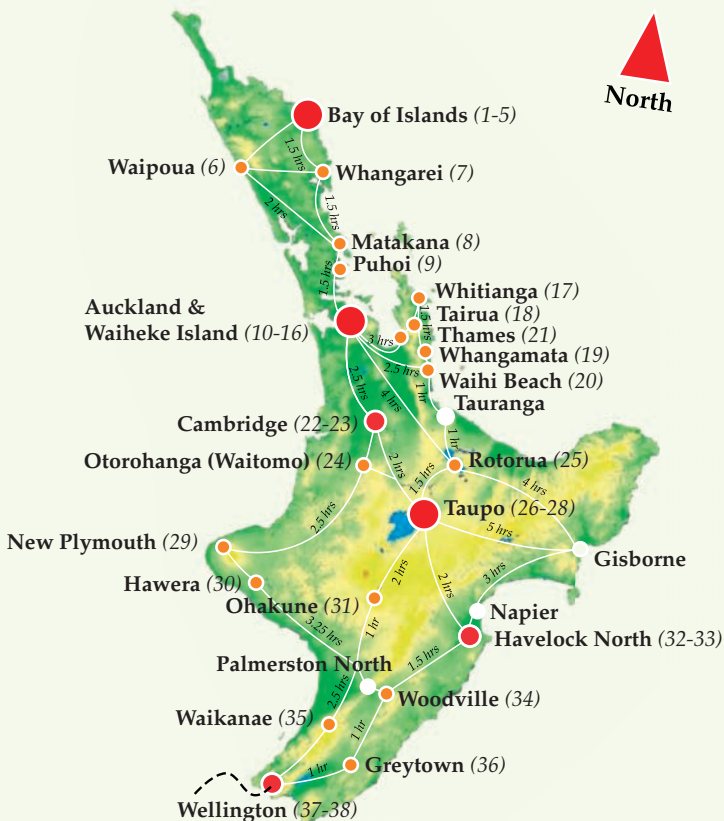 North
Bay of Islands (1-5)
1.5 hrs
Waipoua (6)
Whangarei (7)
2 hrs
1.5 hrs
Matakana (8)
Puhoi (9)
1.5 hrs
Whitianga (17)
Auckland &
Waiheke Island (10-16)
Tairua (18)
1.5 hrs
Thames (21)
3 hrs
Whangamata (19)
2.5 hrs
2.5 hrs
Waihi Beach (20)
4 hrs
1 hr
Tauranga
Cambridge (22-23)
1 hr
Otorohanga (Waitomo) (24)
2 hrs
Rotorua (25)
1.5 hrs
4 hrs
Taupo (26-28)
2.5 hrs
5 hrs
New Plymouth (29)
Gisborne
Hawera (30)
2 hrs
2 hrs
3 hrs
Ohakune (31)
Napier
3.25 hrs
1 hr
Havelock North (32-33)
Palmerston North
1.5 hrs
2.5 hrs
Woodville (34)
Waikanae (35)
1 hr
1 hr
Greytown (36)
Wellington (37-38)